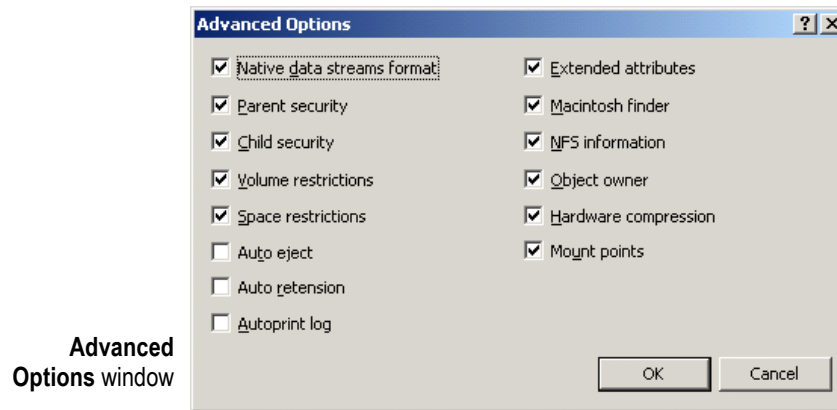 Advanced Options
Native data streams format
Parent security
Child security
Volume restrictions
Space restrictions
Auto eject
Auto retension
Autoprint log
Extended attributes
Macintosh finder
NFS information
Object owner
Hardware compression
Mount points
OK
Cancel
Advanced
Options window